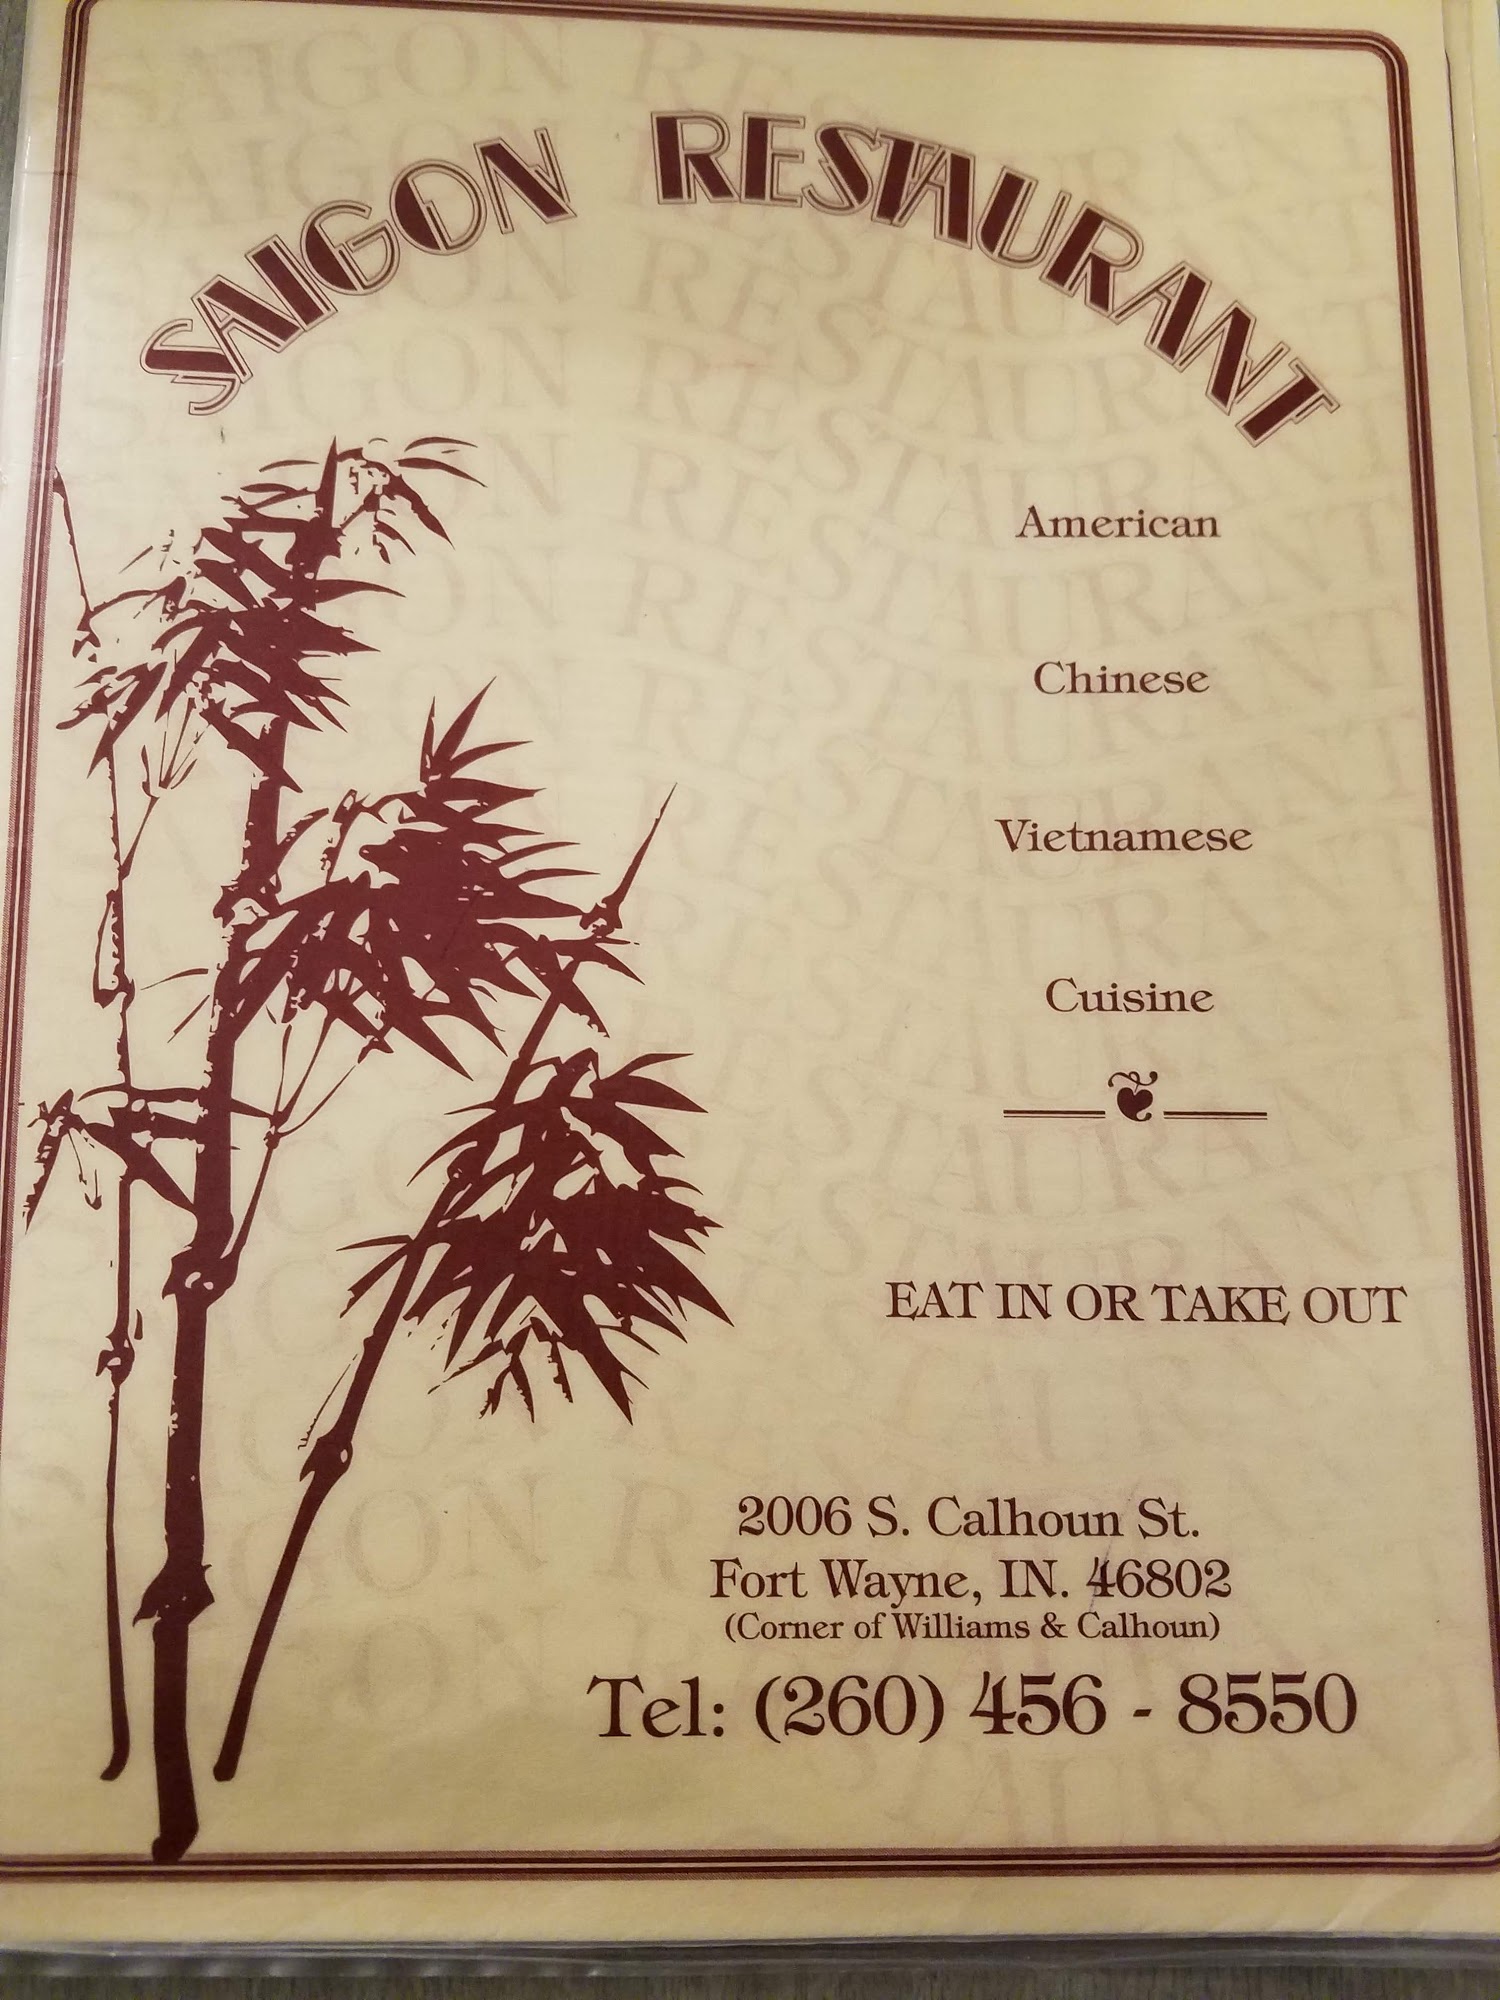 SAIGON RESTAURANT
American
Chinese
Vietnamese
Cuisine
EAT IN OR TAKE OUT
2006 S. Calhoun St.
Fort Wayne, IN. 46802
(Corner of Williams & Calhoun)
Tel: (260) 456 - 8550